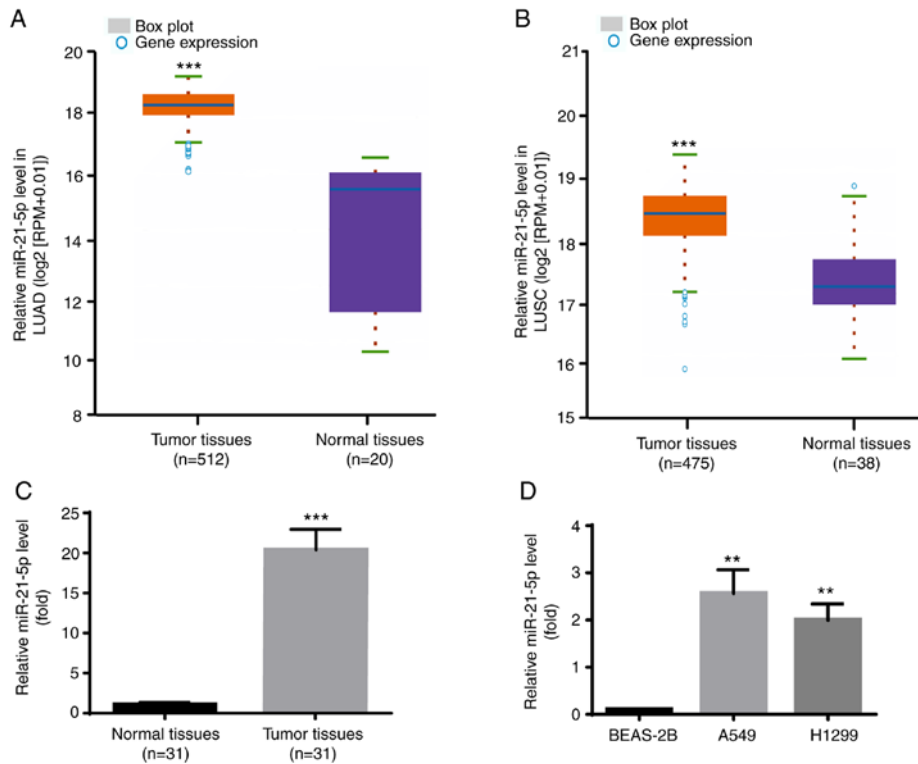 A
Box plot
Gene expression
Relative miR-21-5p level in
LUAD (log2 [RPM+0.01])
20
18
16
14
12
10
8
***
Tumor tissues
(n=512)
Normal tissues
(n=20)
B
Box plot
Gene expression
Relative miR-21-5p level in
LUSC (log2 [RPM+0.01])
21
20
19
18
17
16
15
***
Tumor tissues
(n=475)
Normal tissues
(n=38)
C
Relative miR-21-5p level
(fold)
25
20
15
10
5
0
***
Normal tissues
(n=31)
Tumor tissues
(n=31)
D
Relative miR-21-5p level
(fold)
4
3
2
1
0
**
**
BEAS-2B
A549
H1299